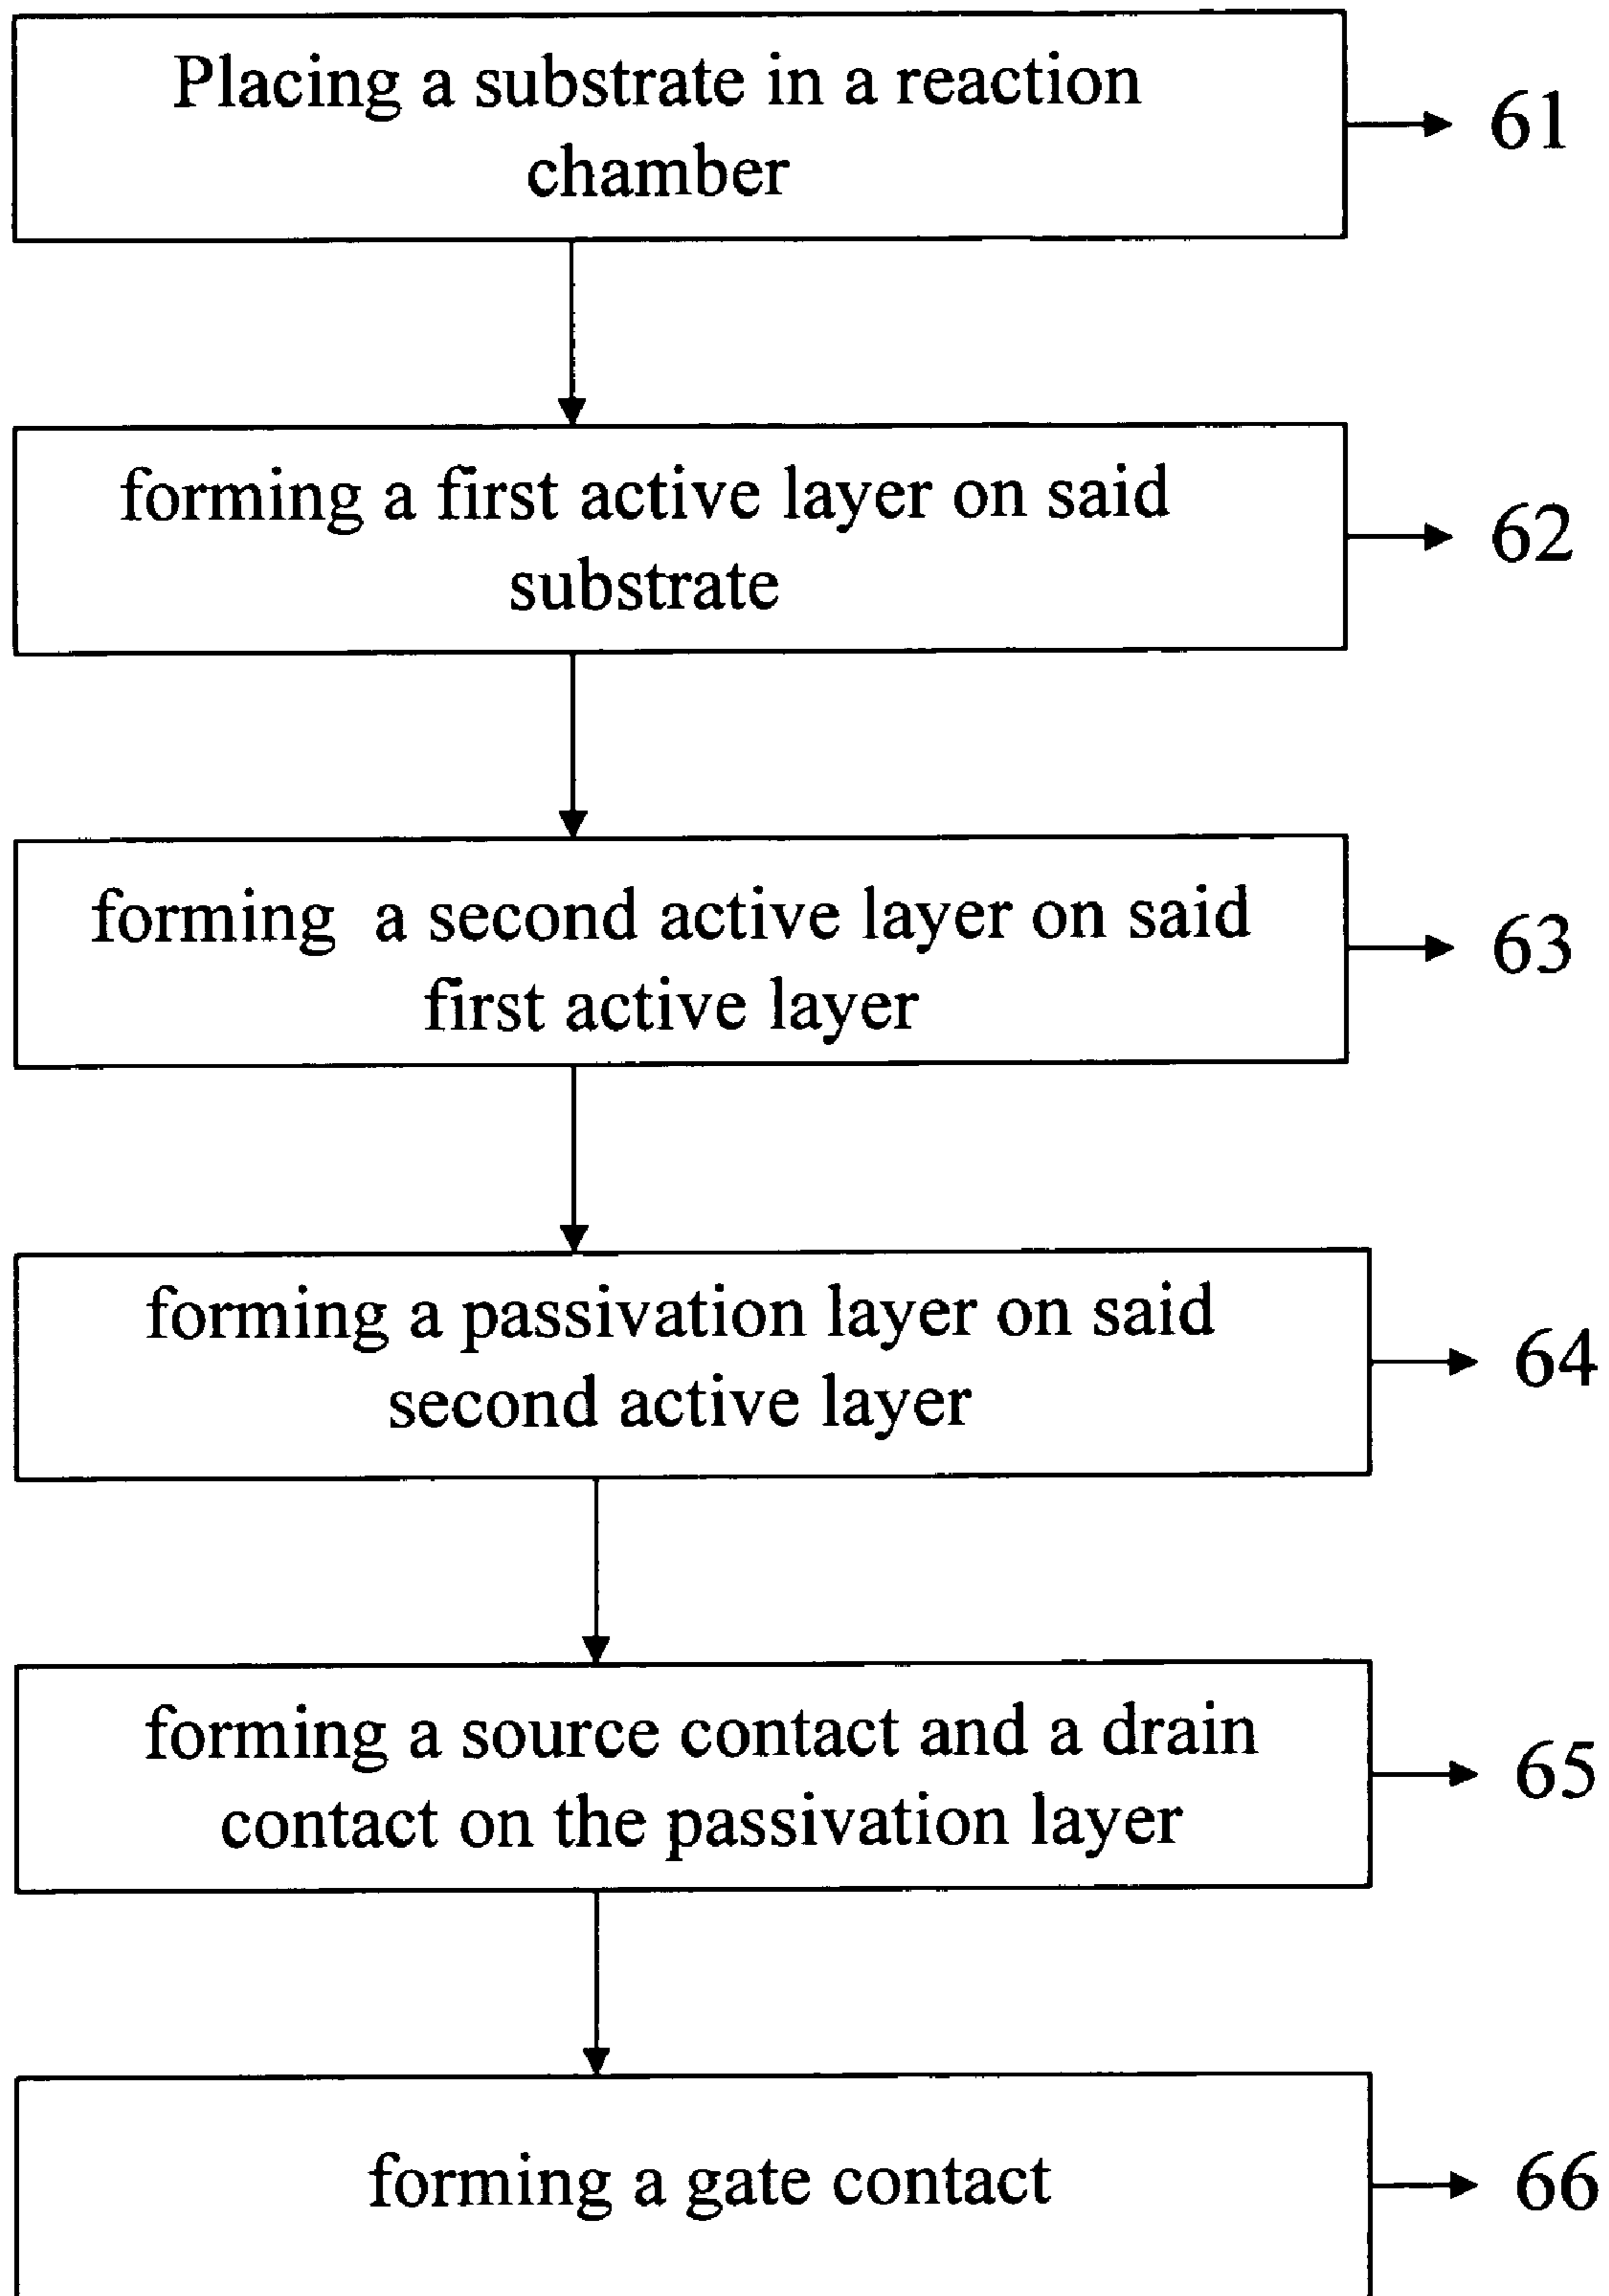 Placing a substrate in a reaction
chamber
61
forming a first active layer on said
substrate
62
forming a second active layer on said
first active layer
63
forming a passivation layer on said
second active layer
64
forming a source contact and a drain
contact on the passivation layer
65
forming a gate contact
66